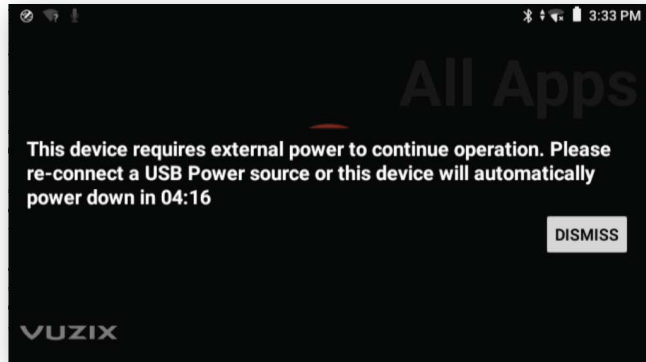 3:33 PM
All Apps
This device requires external power to continue operation. Please
re-connect a USB Power source or this device will automatically
power down in 04:16
DISMISS
VUZIX